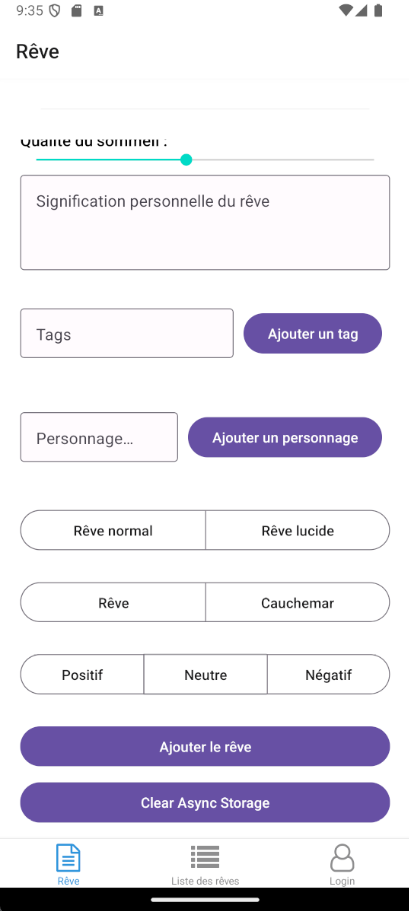 9:35
Rêve
Qualité du sommeil :
Signification personnelle du rêve
Tags
Ajouter un tag
Personnage...
Ajouter un personnage
Rêve normal
Rêve lucide
Rêve
Cauchemar
Positif
Neutre
Négatif
Ajouter le rêve
Clear Async Storage
Rêve
Liste des rêves
Login